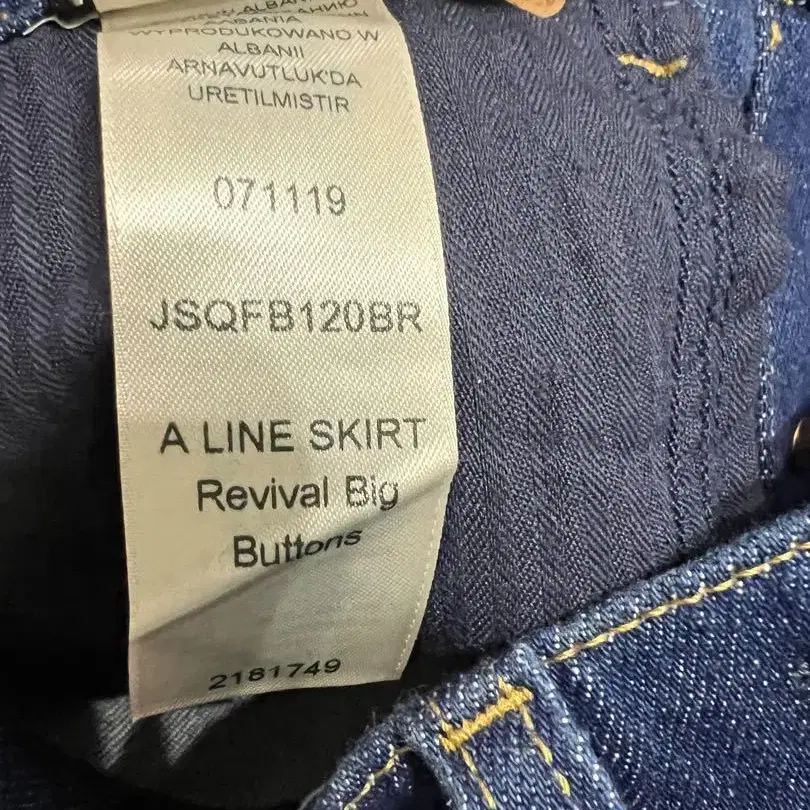 WYPRODUKOWANO W
ALBANII
ARNAVUTLUK'DA
URETILMISTIR
071119
JSQFB120BR
A LINE SKIRT
Revival Big
Buttons
2181749